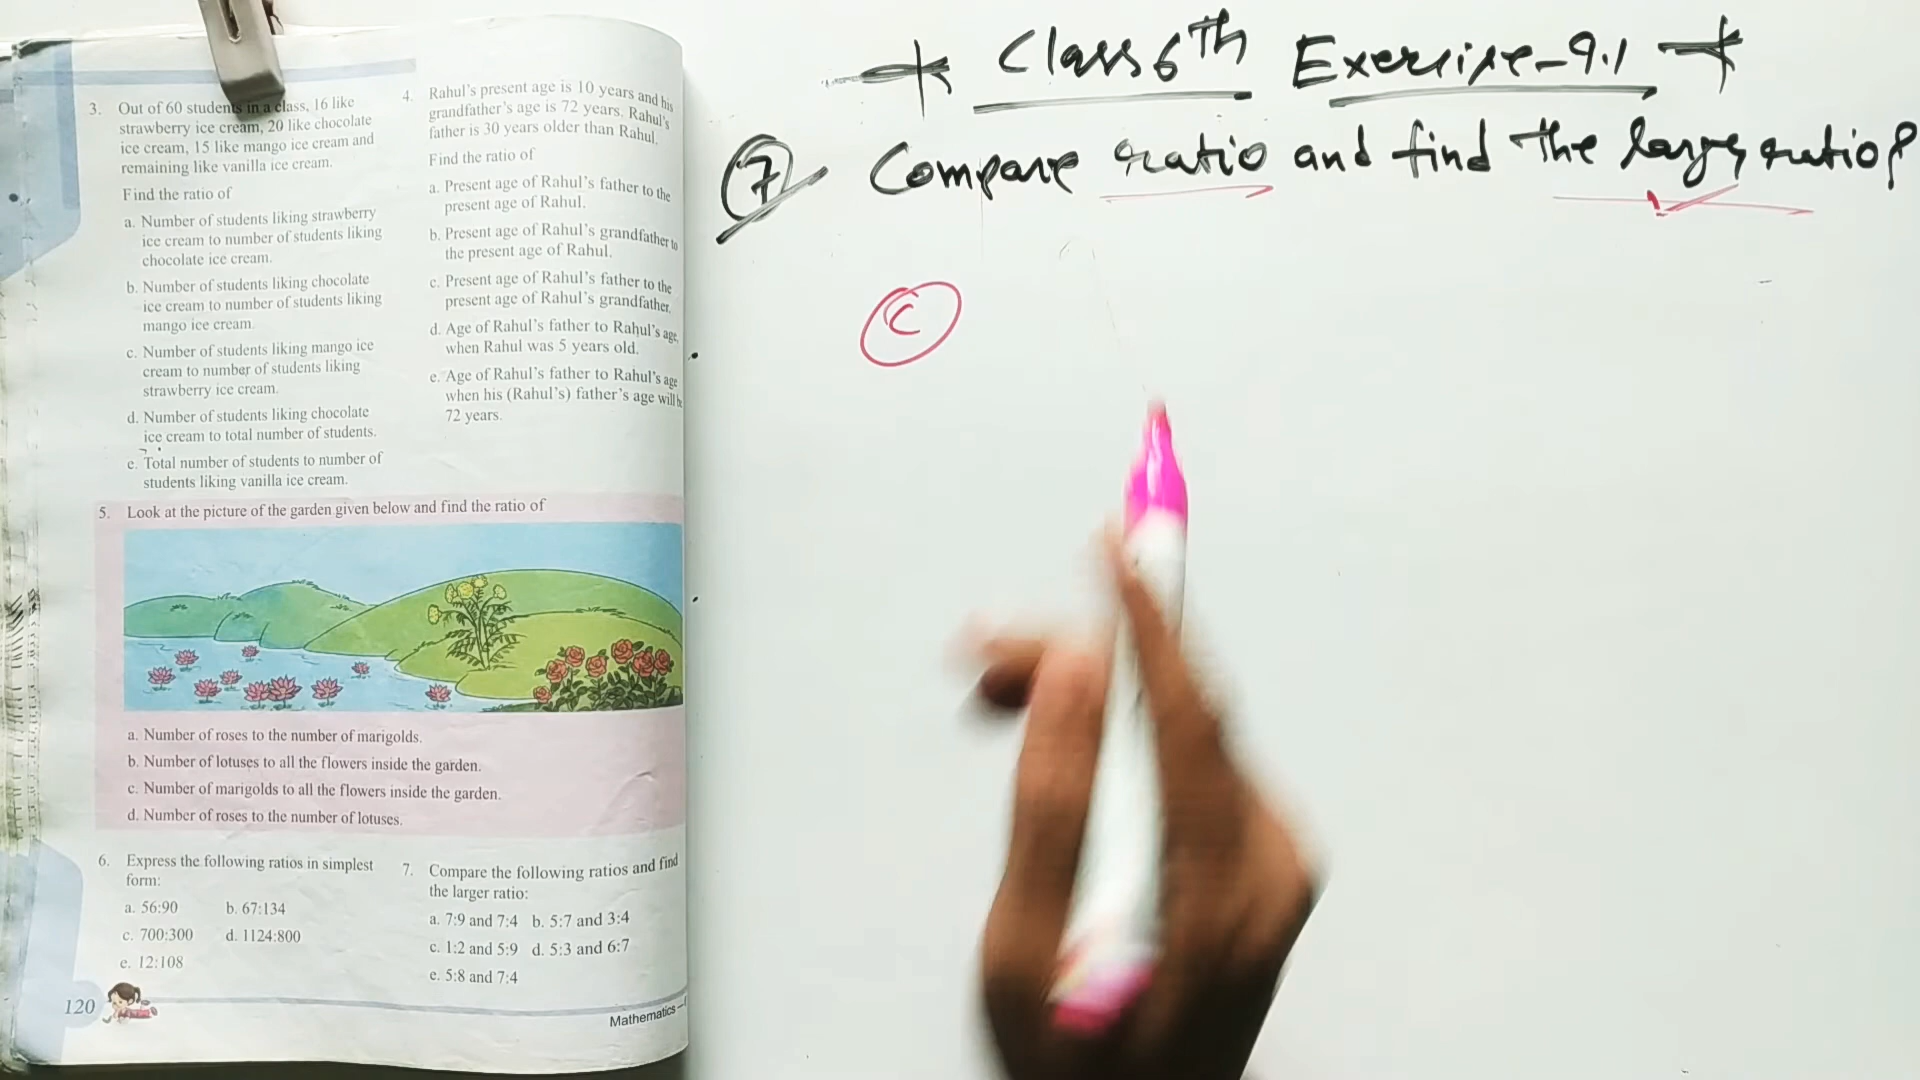 3. Out of 60 students in a class, 16 like
strawberry ice cream, 20 like chocolate
ice cream, 15 like mango ice cream and
remaining like vanilla ice cream.
Find the ratio of
a. Number of students liking strawberry
ice cream to number of students liking
chocolate ice cream.
b. Number of students liking chocolate
ice cream to number of students liking
mango ice cream
c. Number of students liking mango ice
cream to number of students liking
strawberry ice cream.
d. Number of students liking chocolate
ice cream to total number of students.
e. Total number of students to number of
students liking vanilla ice cream.
4. Rahul's present age is 10 years and his
grandfather's age is 72 years. Rahul's
father is 30 years older than Rahul.
Find the ratio of
a. Present age of Rahul's father to the
present age of Rahul.
b. Present age of Rahul's grandfather to
the present age of Rahul.
c. Present age of Rahul's father to the
present age of Rahul's grandfather.
d. Age of Rahul's father to Rahul's age,
when Rahul was 5 years old.
e. Age of Rahul's father to Rahul's age
when his (Rahul's) father's age will
72 years.
5. Look at the picture of the garden given below and find the ratio of
a. Number of roses to the number of marigolds.
b. Number of lotuses to all the flowers inside the garden.
c. Number of marigolds to all the flowers inside the garden.
d. Number of roses to the number of lotuses.
6. Express the following ratios in simplest
form:
a. 56:90 b. 67:134
c. 700:300 d. 1124:800
e. 12:108
7. Compare the following ratios and find
the larger ratio:
a. 7:9 and 7:4 b. 5:7 and 3:4
c. 1:2 and 5:9 d. 5:3 and 6:7
e. 5:8 and 7:4
120
Mathematics
Class 6th Exercise-9.1
7 Compare ratio and find the larger ratio?
C